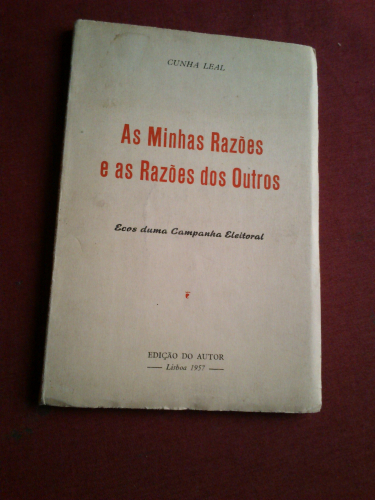 CUNHA LEAL
As Minhas Razões
e as Razões dos Outros
Ecos duma Campanha Eleitoral
EDIÇÃO DO AUTOR
— Lisboa 1957 —